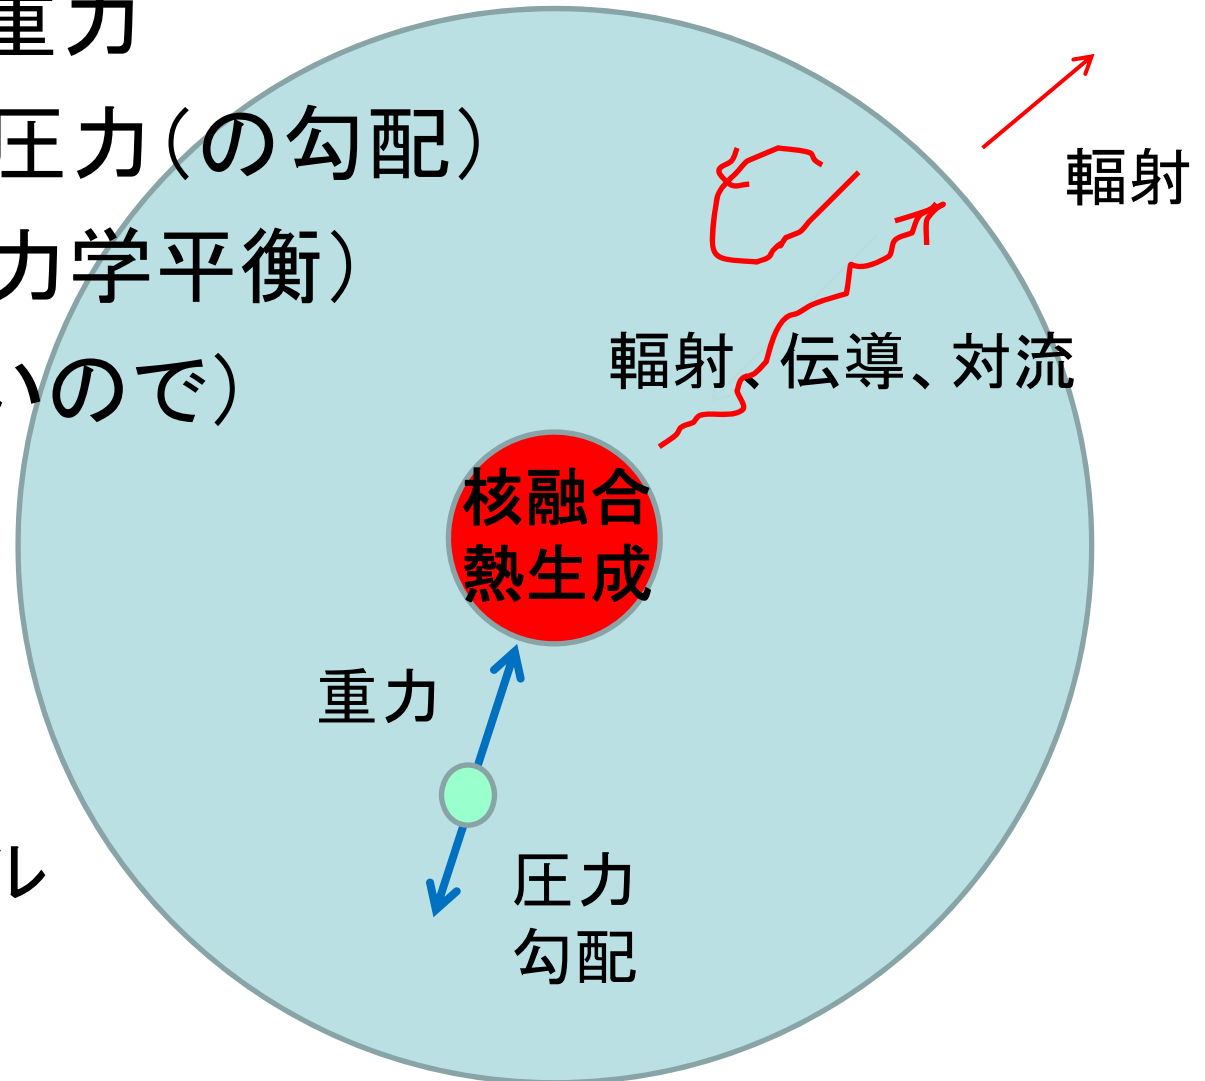 重力
圧力(の勾配)
力学平衡)
いので)
輻射
輻射、伝導、対流
核融合
熱生成
重力
圧力
勾配
ル